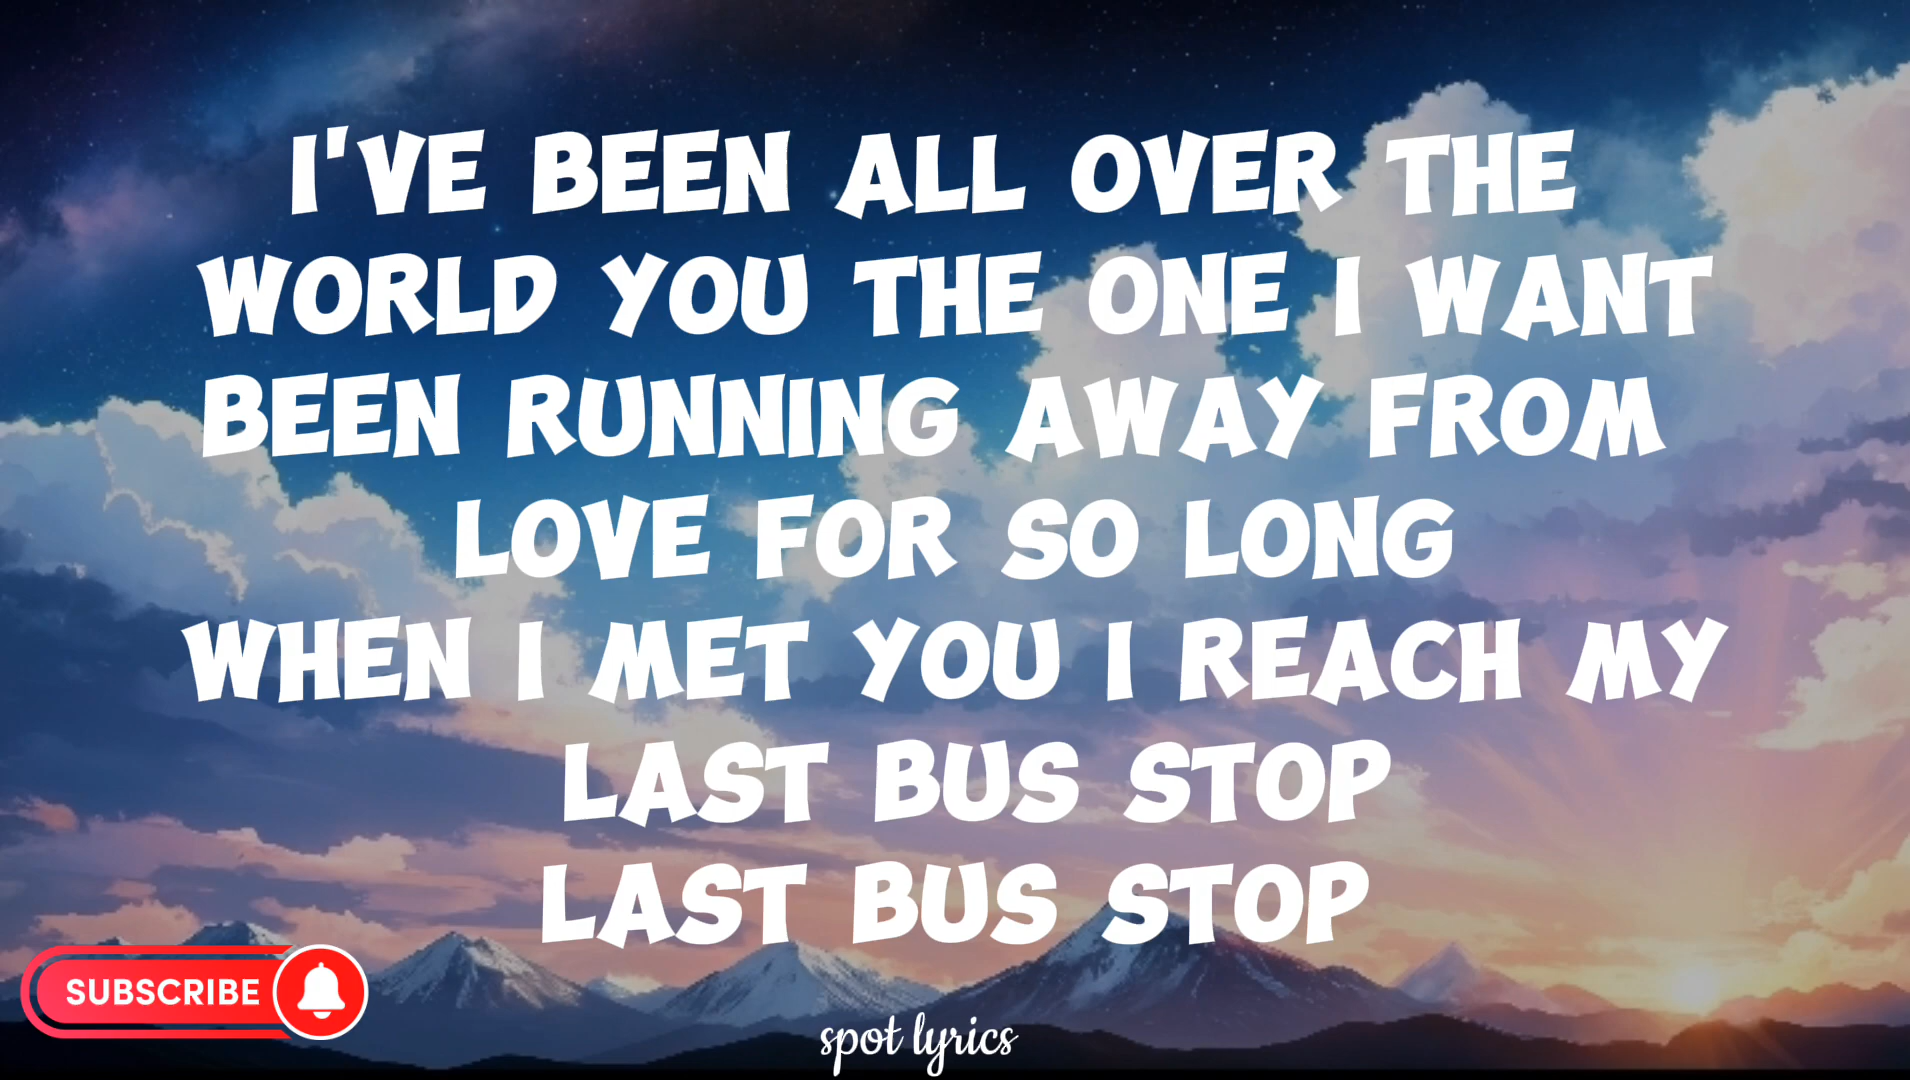 I'VE BEEN ALL OVER THE
WORLD YOU THE ONE I WANT
BEEN RUNNING AWAY FROM
LOVE FOR SO LONG
WHEN I MET YOU I REACH MY
LAST BUS STOP
LAST BUS STOP
SUBSCRIBE
spot lyrics